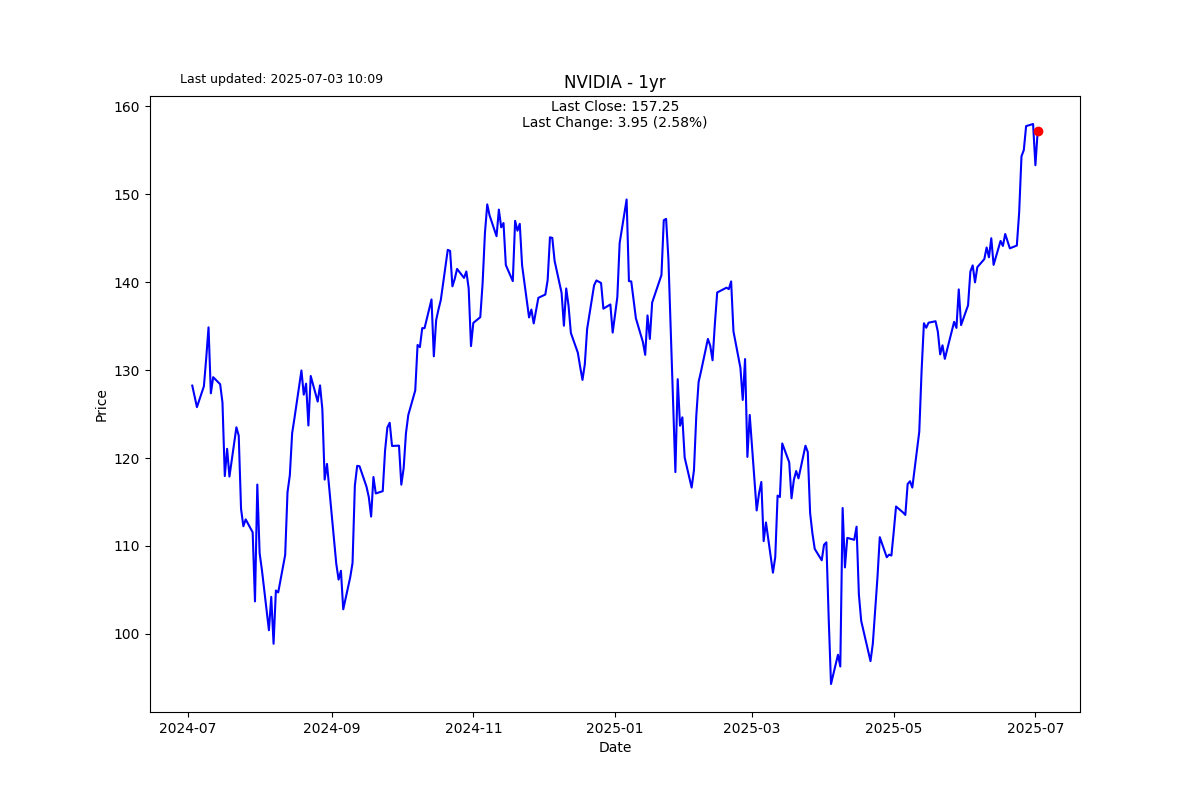 Last updated: 2025-07-03 10:09
NVIDIA - 1yr
Last Close: 157.25
Last Change: 3.95 (2.58%)
160
150
140
130
120
110
100
Price
2024-07
2024-09
2024-11
2025-01
2025-03
2025-05
2025-07
Date